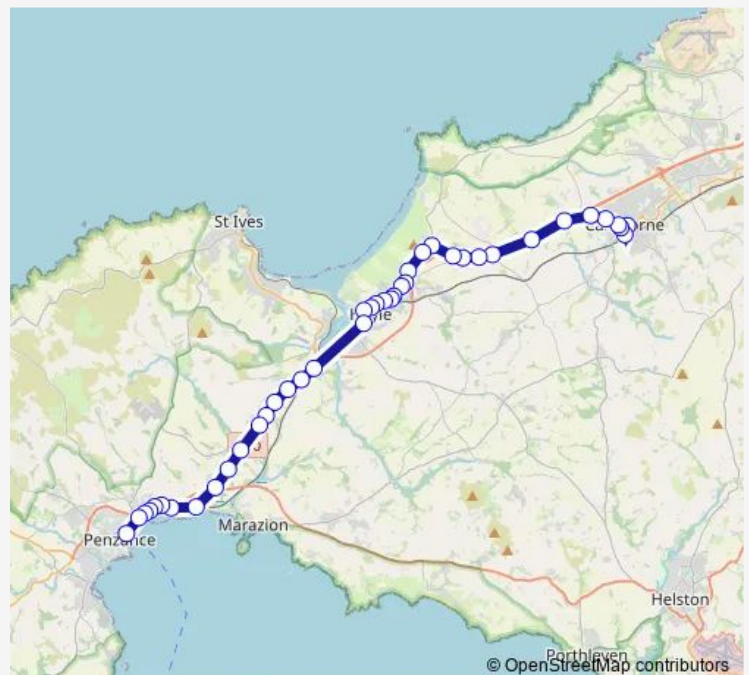 St Ives
Penzance
Marazion
Helston
Porthleven
© OpenStreetMap contributors